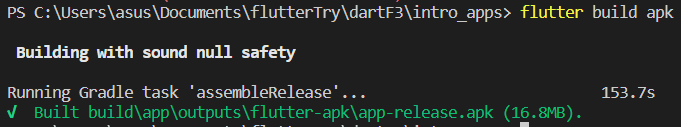 PS C:\Users\asus\Documents\flutterTry\dartF3\intro_apps> flutter build apk
Building with sound null safety
Running Gradle task 'assembleRelease'... 153.7s
√ Built build\app\outputs\flutter-apk\app-release.apk (16.8MB).